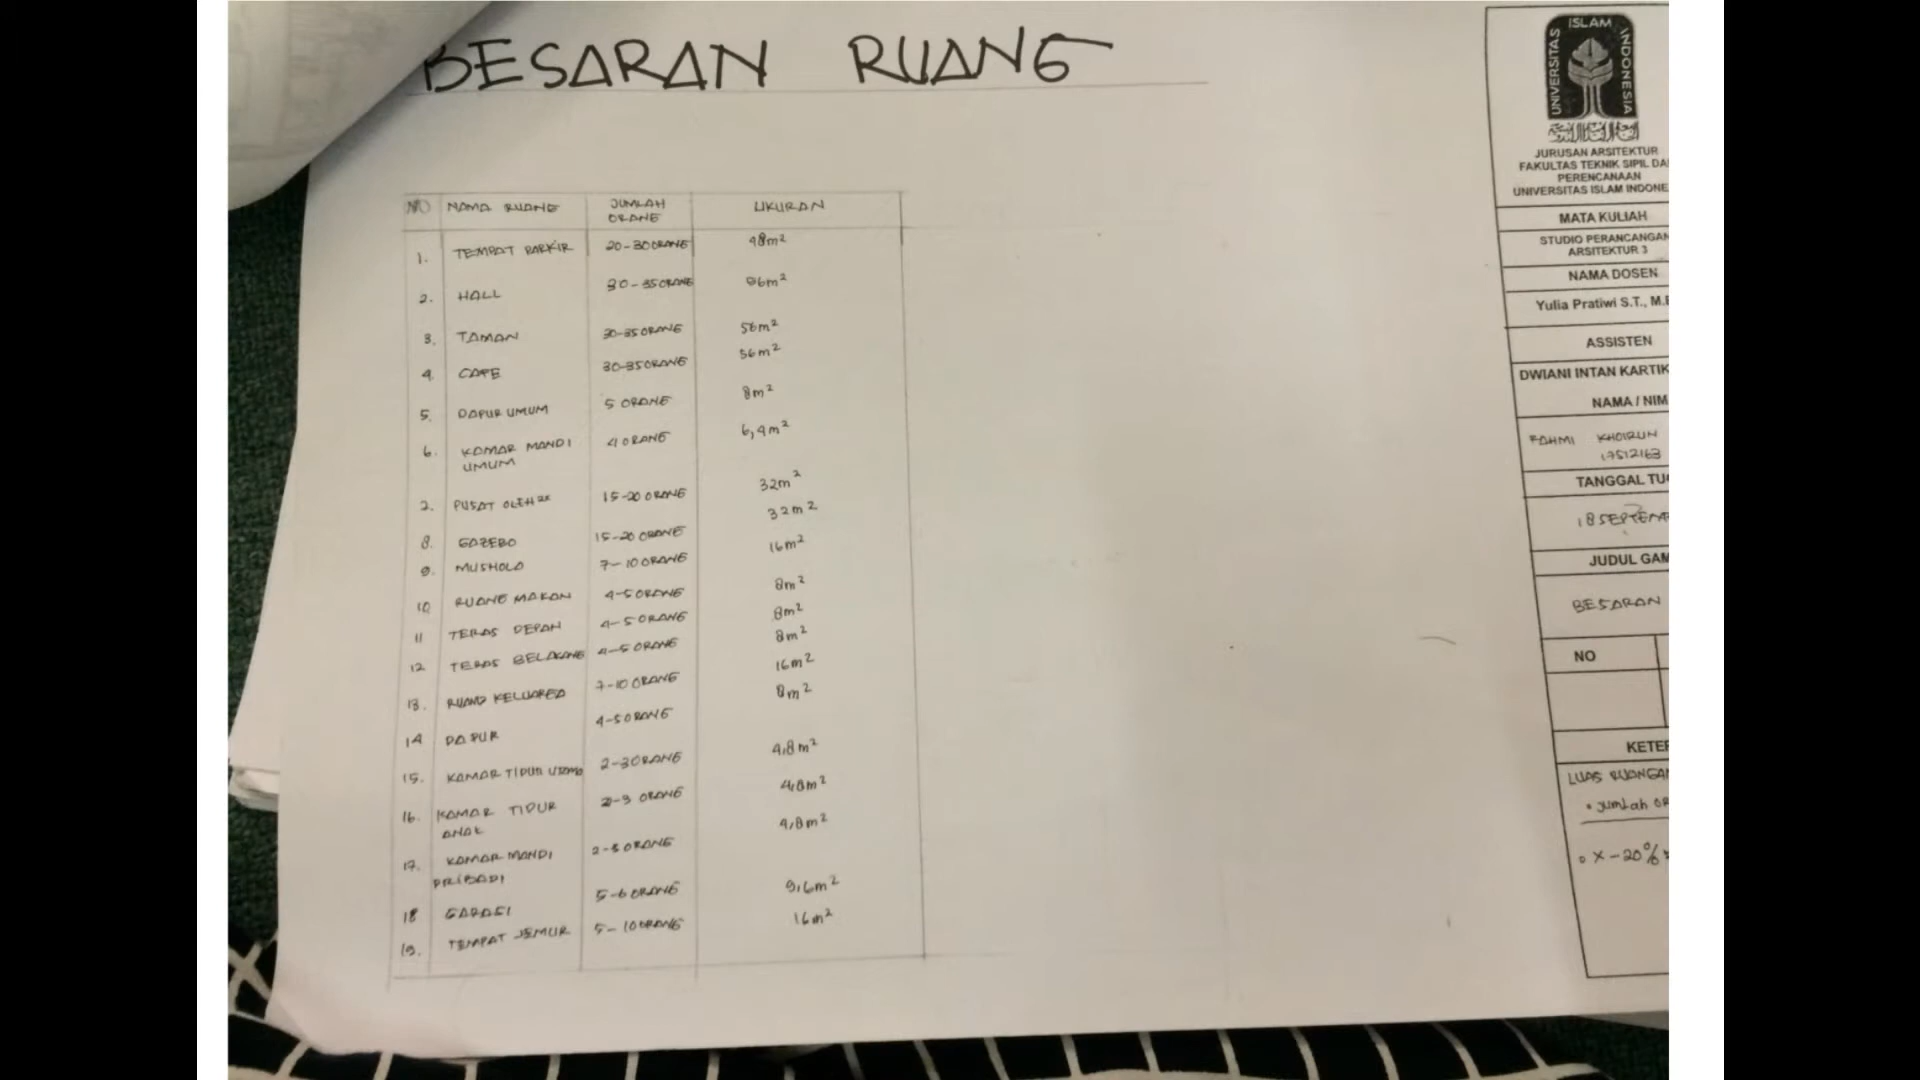 BESARAN RUANG
NO NAMA RUANG JUMLAH ORANG UKURAN
1. TEMPAT PARKIR 20-30 ORANG 48m²
2. HALL 30-35 ORANG 56m²
3. TAMAN 30-35 ORANG 56m²
4. CAFE 30-35 ORANG 56m²
5. DAPUR UMUM 5 ORANG 8m²
6. KAMAR MANDI UMUM 4 ORANG 6,4m²
7. PUSAT OLEH²K 15-20 ORANG 32m²
8. GAZEBO 15-20 ORANG 32m²
9. MUSHOLA 7-10 ORANG 16m²
10 RUANG MAKAN 4-5 ORANG 8m²
11 TERAS DEPAN 4-5 ORANG 8m²
12 TERAS BELAKANG 4-5 ORANG 8m²
13. RUANG KELUARGA 7-10 ORANG 16m²
14 DAPUR 4-5 ORANG 8m²
15. KAMAR TIDUR UTAMA 2-3 ORANG 4,8m²
16. KAMAR TIDUR ANAK 2-3 ORANG 4,8m²
17. KAMAR MANDI PRIBADI 2-3 ORANG 4,8m²
18 GARASI 5-6 ORANG 9,6m²
19. TEMPAT JEMUR 5-10 ORANG 16m²
UNIVERSITAS ISLAM INDONESIA
JURUSAN ARSITEKTUR
FAKULTAS TEKNIK SIPIL DA
PERENCANAAN
UNIVERSITAS ISLAM INDONE
MATA KULIAH
STUDIO PERANCANGAN
ARSITEKTUR 3
NAMA DOSEN
Yulia Pratiwi S.T., M.E
ASSISTEN
DWIANI INTAN KARTIK
NAMA / NIM
FAHMI KHOIRUN
17512163
TANGGAL TUG
18 SEPTEM
JUDUL GAM
BESARAN
NO
KETER
LUAS RUANGAN
• Jumlah OR
• X - 20%